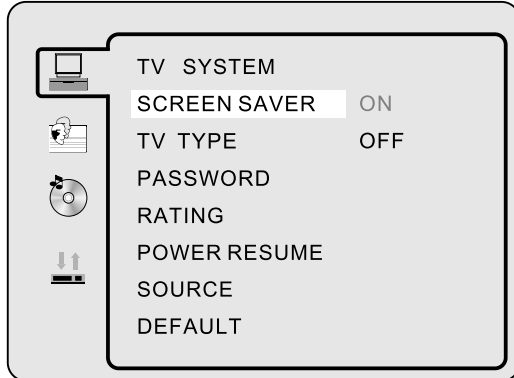 TV SYSTEM
SCREEN SAVER ON
TV TYPE OFF
PASSWORD
RATING
POWER RESUME
SOURCE
DEFAULT